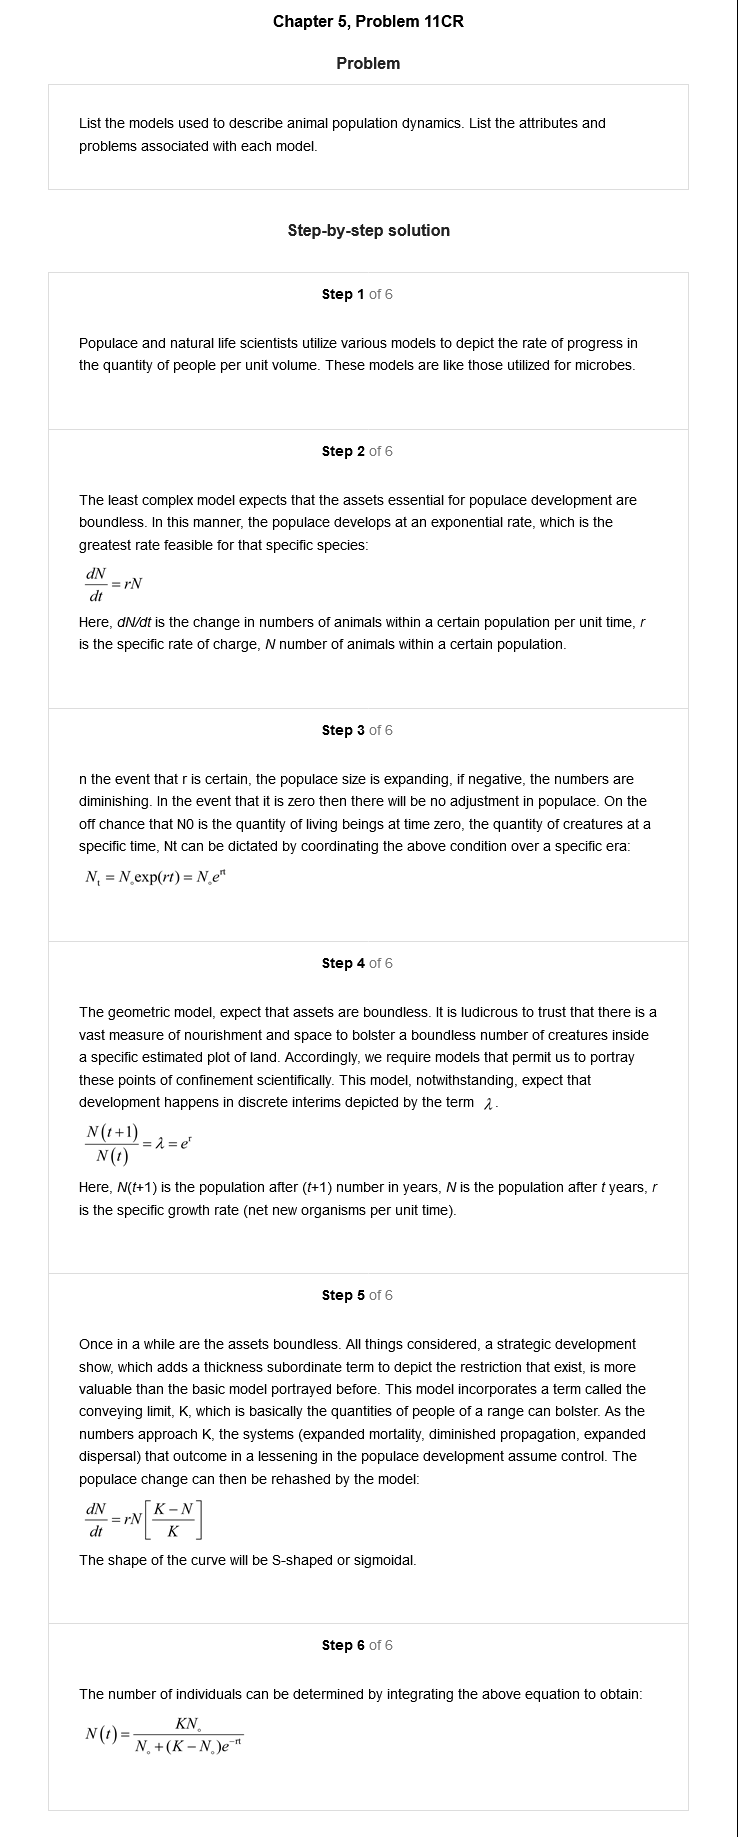 Chapter 5, Problem 11CR
Problem
List the models used to describe animal population dynamics. List the attributes and
problems associated with each model.
Step-by-step solution
Step 1 of 6
Populace and natural life scientists utilize various models to depict the rate of progress in
the quantity of people per unit volume. These models are like those utilized for microbes.
Step 2 of 6
The least complex model expects that the assets essential for populace development are
boundless. In this manner, the populace develops at an exponential rate, which is the
greatest rate feasible for that specific species:
dN/dt = rN
Here, dN/dt is the change in numbers of animals within a certain population per unit time, r
is the specific rate of charge, N number of animals within a certain population.
Step 3 of 6
n the event that r is certain, the populace size is expanding, if negative, the numbers are
diminishing. In the event that it is zero then there will be no adjustment in populace. On the
off chance that N0 is the quantity of living beings at time zero, the quantity of creatures at a
specific time, Nt can be dictated by coordinating the above condition over a specific era:
Nₜ = N₀exp(rt) = N₀eʳᵗ
Step 4 of 6
The geometric model, expect that assets are boundless. It is ludicrous to trust that there is a
vast measure of nourishment and space to bolster a boundless number of creatures inside
a specific estimated plot of land. Accordingly, we require models that permit us to portray
these points of confinement scientifically. This model, notwithstanding, expect that
development happens in discrete interims depicted by the term λ.
N(t+1)/N(t) = λ = eʳ
Here, N(t+1) is the population after (t+1) number in years, N is the population after t years, r
is the specific growth rate (net new organisms per unit time).
Step 5 of 6
Once in a while are the assets boundless. All things considered, a strategic development
show, which adds a thickness subordinate term to depict the restriction that exist, is more
valuable than the basic model portrayed before. This model incorporates a term called the
conveying limit, K, which is basically the quantities of people of a range can bolster. As the
numbers approach K, the systems (expanded mortality, diminished propagation, expanded
dispersal) that outcome in a lessening in the populace development assume control. The
populace change can then be rehashed by the model:
dN/dt = rN[K − N/K]
The shape of the curve will be S-shaped or sigmoidal.
Step 6 of 6
The number of individuals can be determined by integrating the above equation to obtain:
N(t) = KN₀/N₀ + (K − N₀)e⁻ʳᵗ